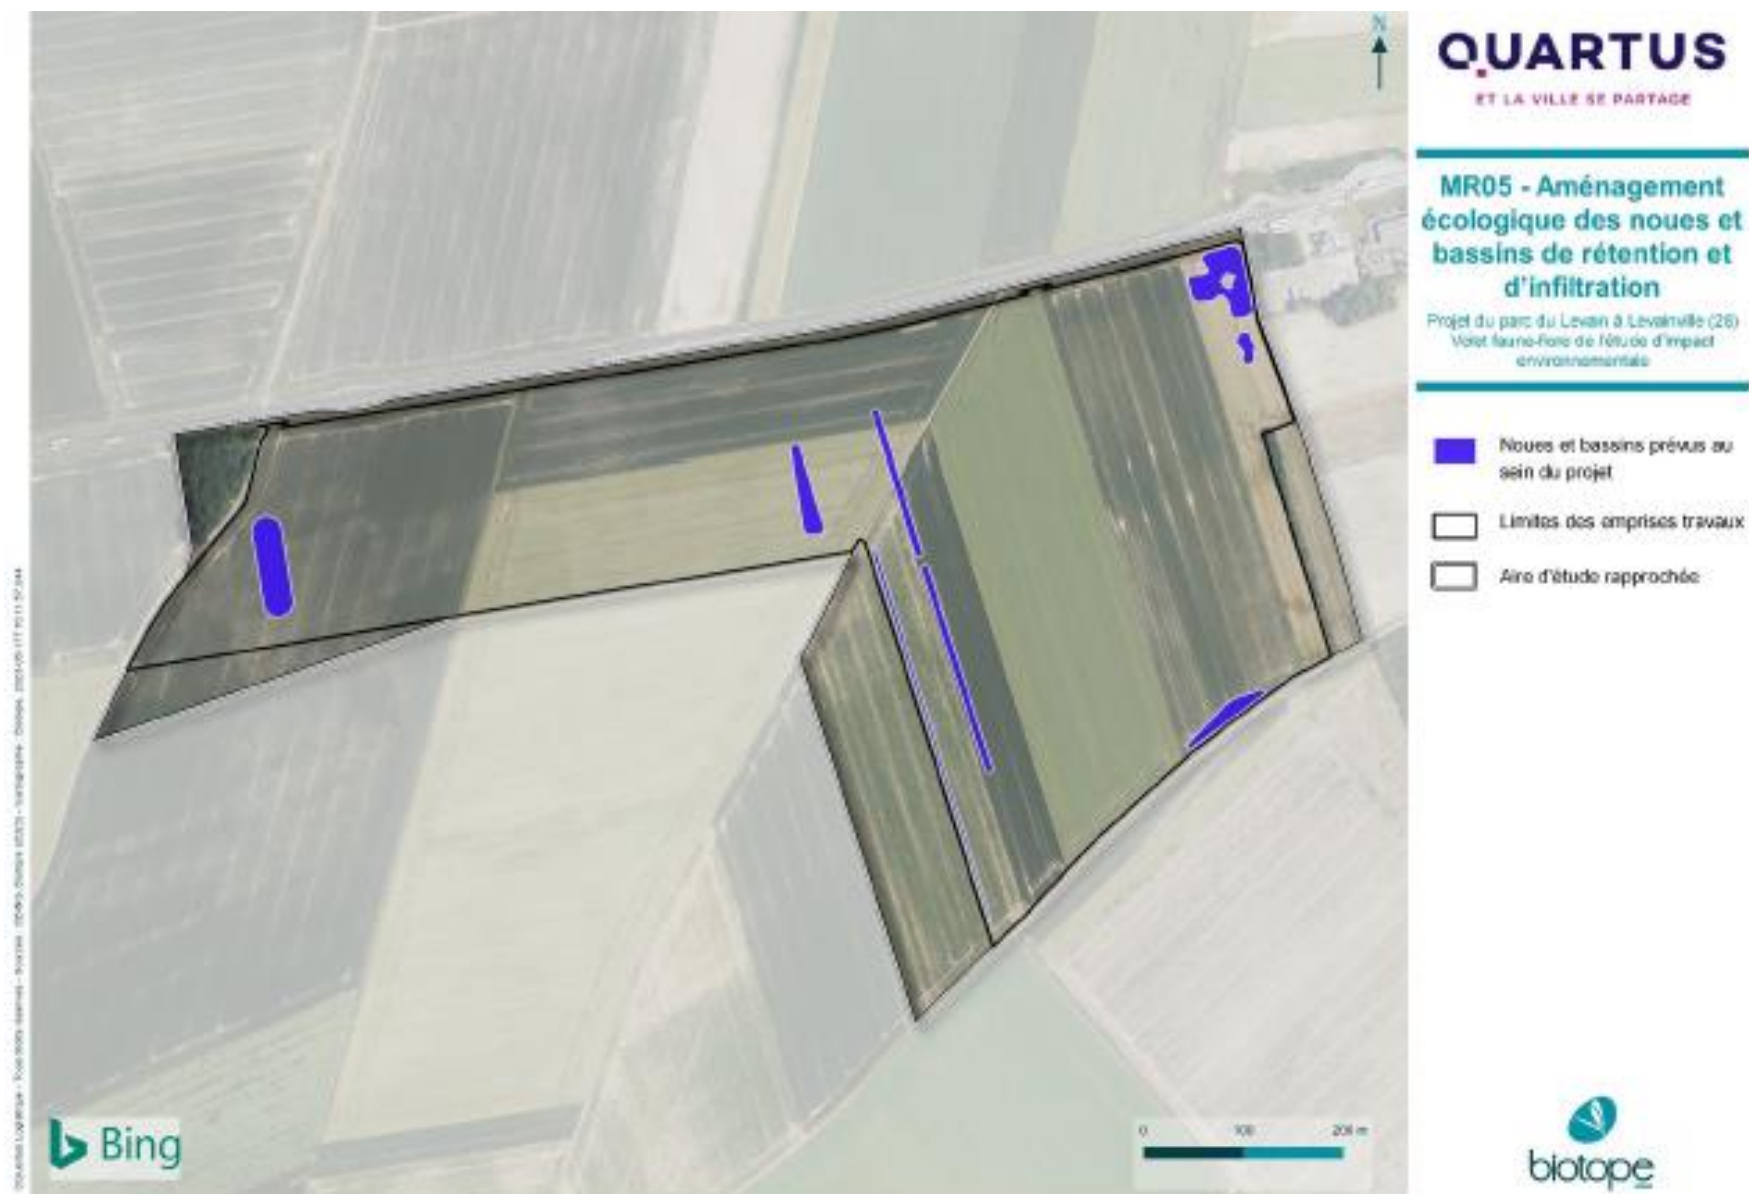 N
QUARTUS
ET LA VILLE SE PARTAGE
MR05 - Aménagement
écologique des noues et
bassins de rétention et
d'infiltration
Projet du parc du Levain à Levainville (28)
Volet faune-flore de l'étude d'impact
environnementale
Noues et bassins prévus au
sein du projet
Limites des emprises travaux
Aire d'étude rapprochée
0 100 200 m
Bing
biotope